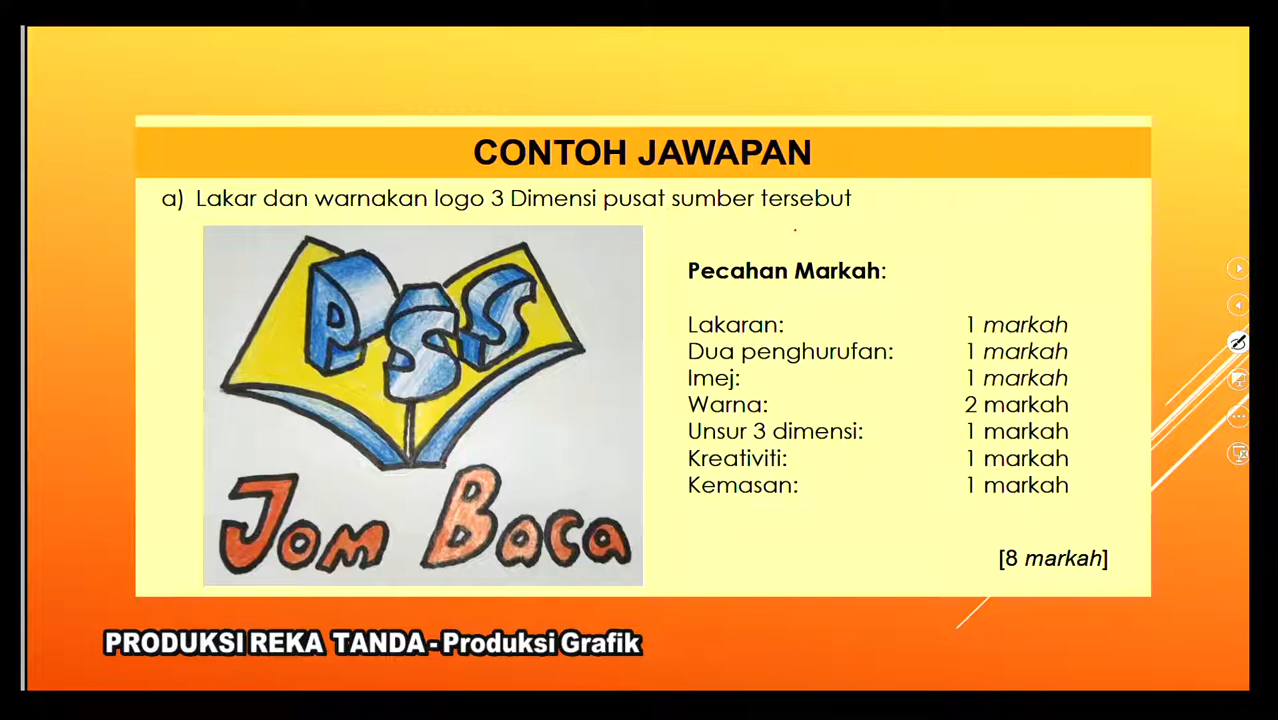 CONTOH JAWAPAN
a) Lakar dan warnakan logo 3 Dimensi pusat sumber tersebut
PSS
Jom Baca
Pecahan Markah:
Lakaran: 1 markah
Dua penghurufan: 1 markah
Imej: 1 markah
Warna: 2 markah
Unsur 3 dimensi: 1 markah
Kreativiti: 1 markah
Kemasan: 1 markah
[8 markah]
PRODUKSI REKA TANDA - Produksi Grafik